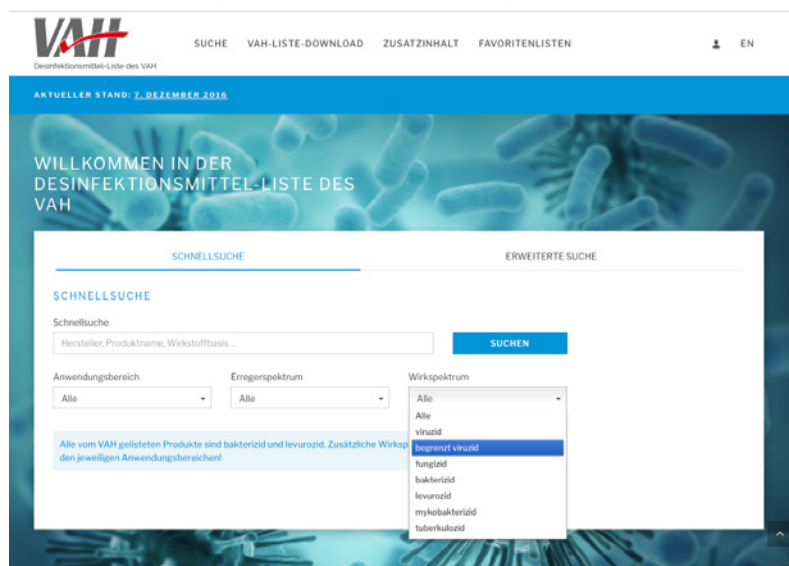 VAH
Desinfektionsmittel-Liste des VAH
SUCHE VAH-LISTE-DOWNLOAD ZUSATZINHALT FAVORITENLISTEN EN
AKTUELLER STAND: 7. DEZEMBER 2016
WILLKOMMEN IN DER
DESINFEKTIONSMITTEL-LISTE DES
VAH
SCHNELLSUCHE ERWEITERTE SUCHE
SCHNELLSUCHE
Schnellsuche
Hersteller, Produktname, Wirkstoffbasis ... SUCHEN
Anwendungsbereich Erregerspektrum Wirkspektrum
Alle Alle Alle
Alle
viruzid
begrenzt viruzid
fungizid
bakterizid
levurozid
mykobakterizid
tuberkulozid
Alle vom VAH gelisteten Produkte sind bakterizid und levurozid. Zusätzliche Wirksp
den jeweiligen Anwendungsbereichen!